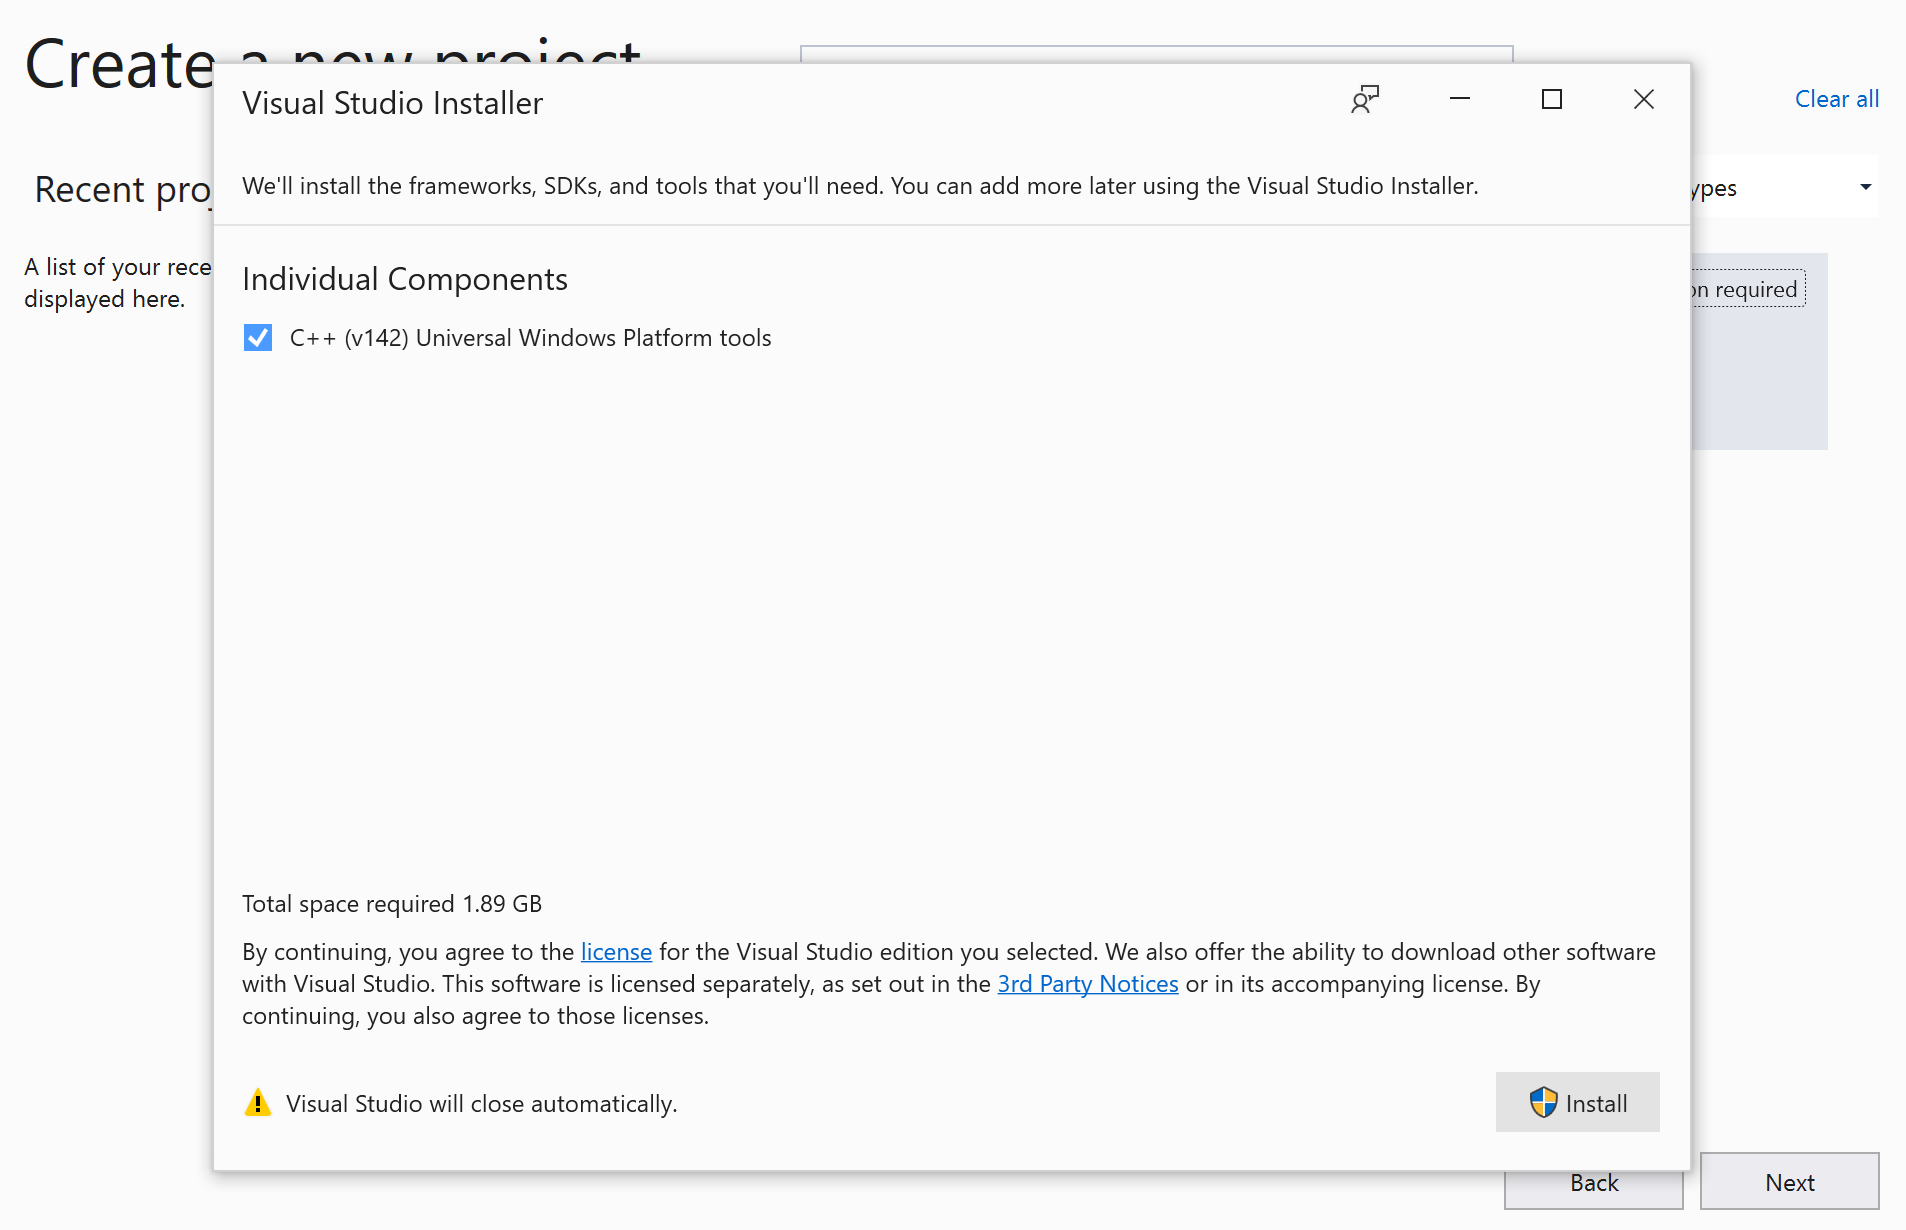 Create a new project
Clear all
Visual Studio Installer
We'll install the frameworks, SDKs, and tools that you'll need. You can add more later using the Visual Studio Installer.
Recent
A list of your
displayed here.
required
Individual Components
C++ (v142) Universal Windows Platform tools
Total space required 1.89 GB
By continuing, you agree to the license for the Visual Studio edition you selected. We also offer the ability to download other software
with Visual Studio. This software is licensed separately, as set out in the 3rd Party Notices or in its accompanying license. By
continuing, you also agree to those licenses.
Visual Studio will close automatically.
Install
Back
Next